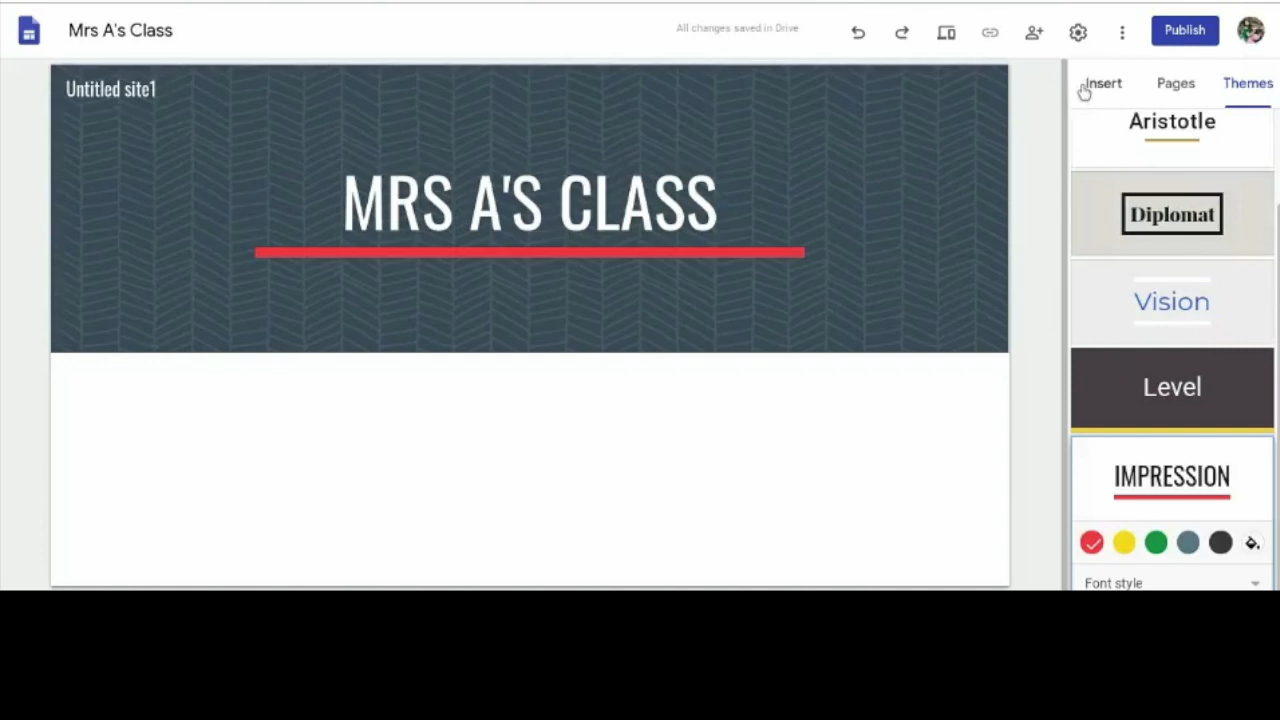 Mrs A's Class
All changes saved in Drive
Publish
Insert
Pages
Themes
Untitled site1
MRS A'S CLASS
Aristotle
Diplomat
Vision
Level
IMPRESSION
Font style